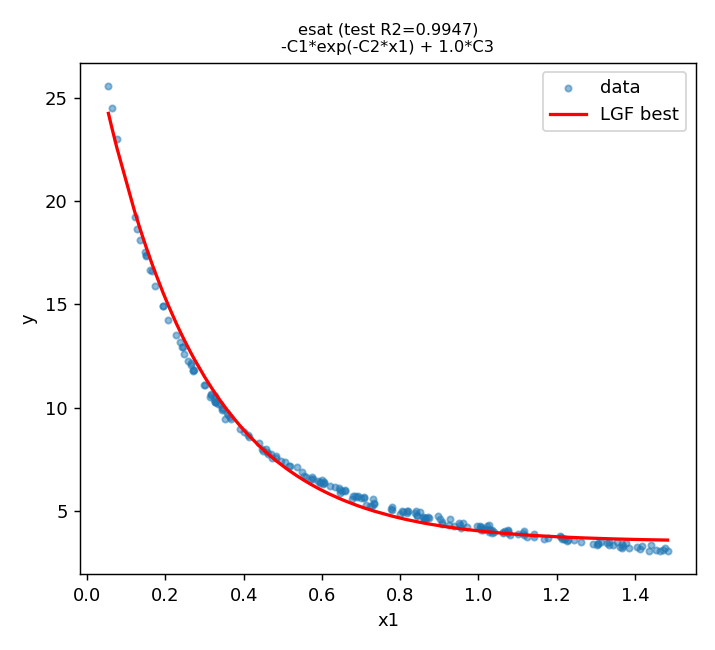 esat (test R2=0.9947)
-C1*exp(-C2*x1) + 1.0*C3
data
LGF best
25
20
15
10
5
y
0.0 0.2 0.4 0.6 0.8 1.0 1.2 1.4
x1